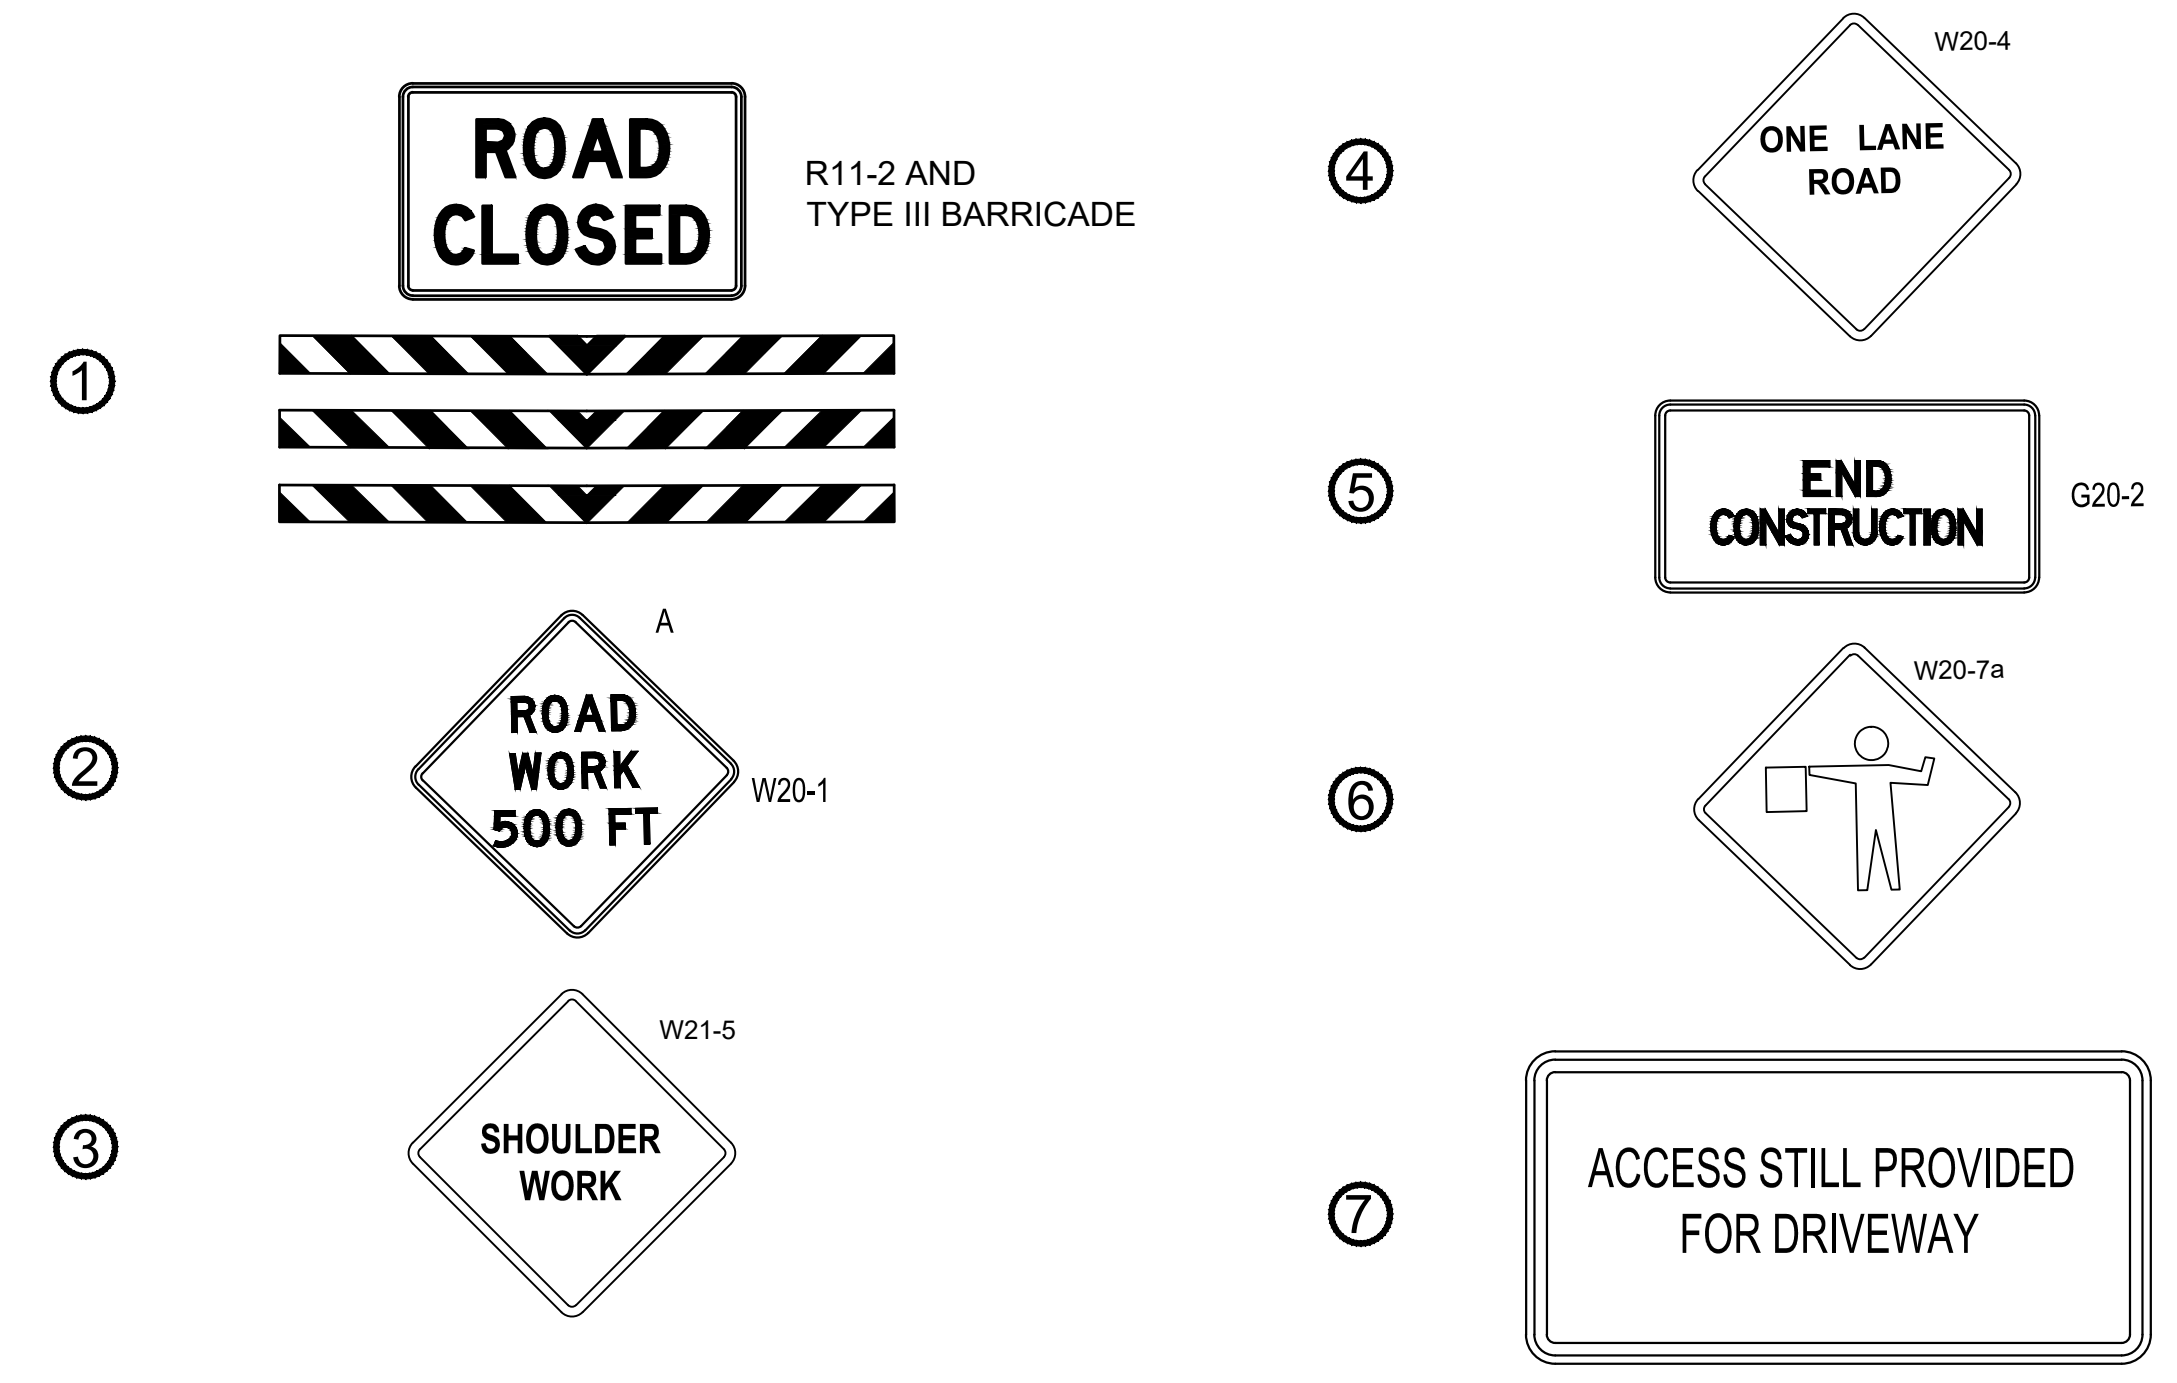 ROAD
CLOSED
R11-2 AND
TYPE III BARRICADE
1
A
ROAD
WORK
500 FT
W20-1
2
W21-5
SHOULDER
WORK
3
W20-4
ONE LANE
ROAD
4
END
CONSTRUCTION
G20-2
5
W20-7a
6
ACCESS STILL PROVIDED
FOR DRIVEWAY
7